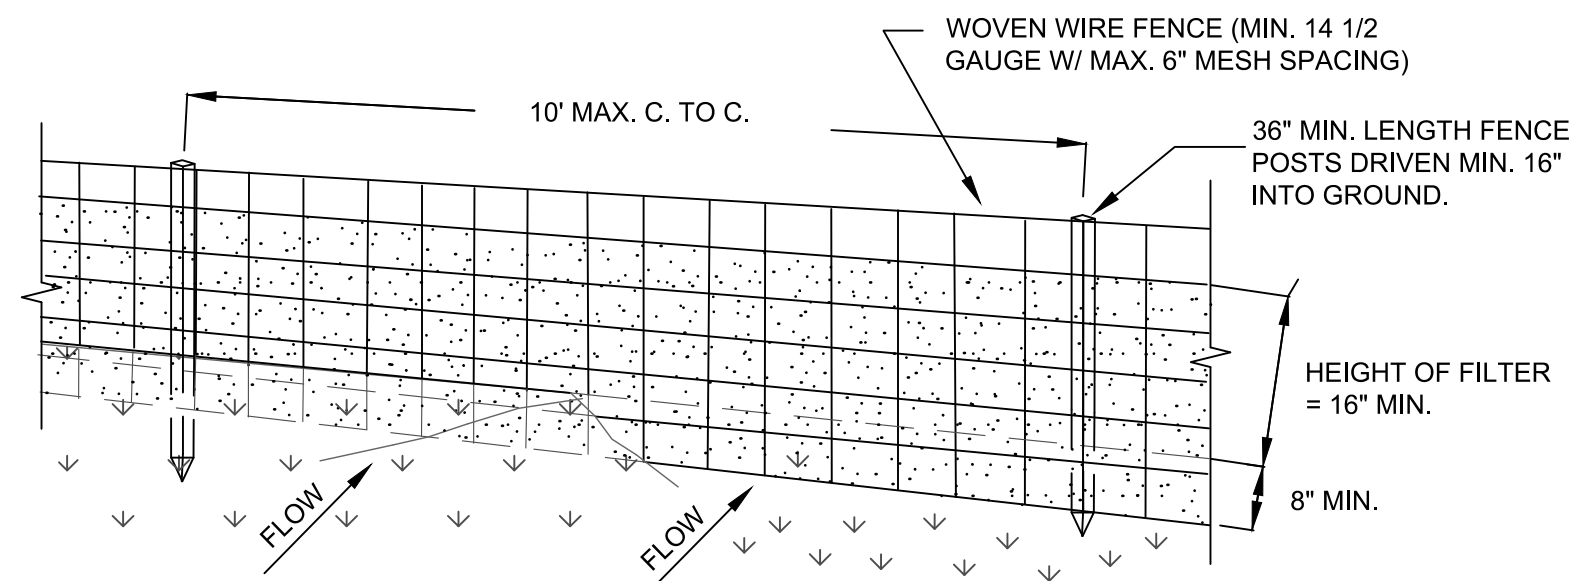 WOVEN WIRE FENCE (MIN. 14 1/2
GAUGE W/ MAX. 6" MESH SPACING)
10' MAX. C. TO C.
36" MIN. LENGTH FENCE
POSTS DRIVEN MIN. 16"
INTO GROUND.
HEIGHT OF FILTER
= 16" MIN.
8" MIN.
FLOW
FLOW